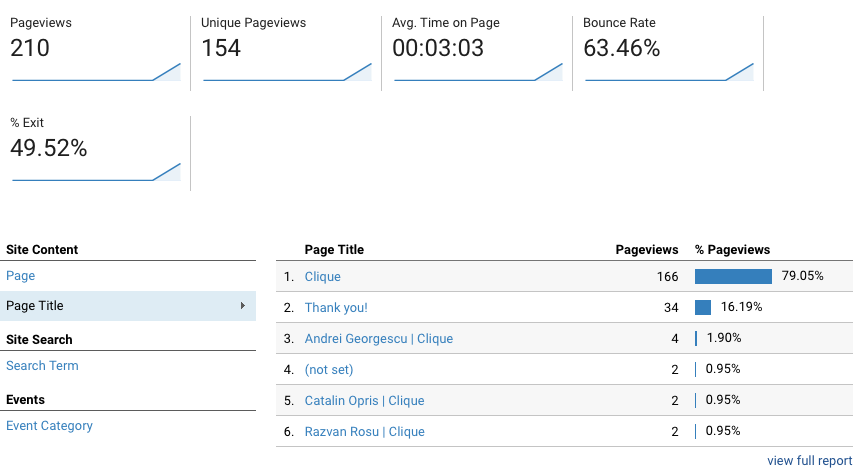 Pageviews
210
Unique Pageviews
154
Avg. Time on Page
00:03:03
Bounce Rate
63.46%
% Exit
49.52%
Site Content
Page
Page Title
Site Search
Search Term
Events
Event Category
Page Title Pageviews % Pageviews
1. Clique 166 79.05%
2. Thank you! 34 16.19%
3. Andrei Georgescu | Clique 4 1.90%
4. (not set) 2 0.95%
5. Catalin Opris | Clique 2 0.95%
6. Razvan Rosu | Clique 2 0.95%
view full report